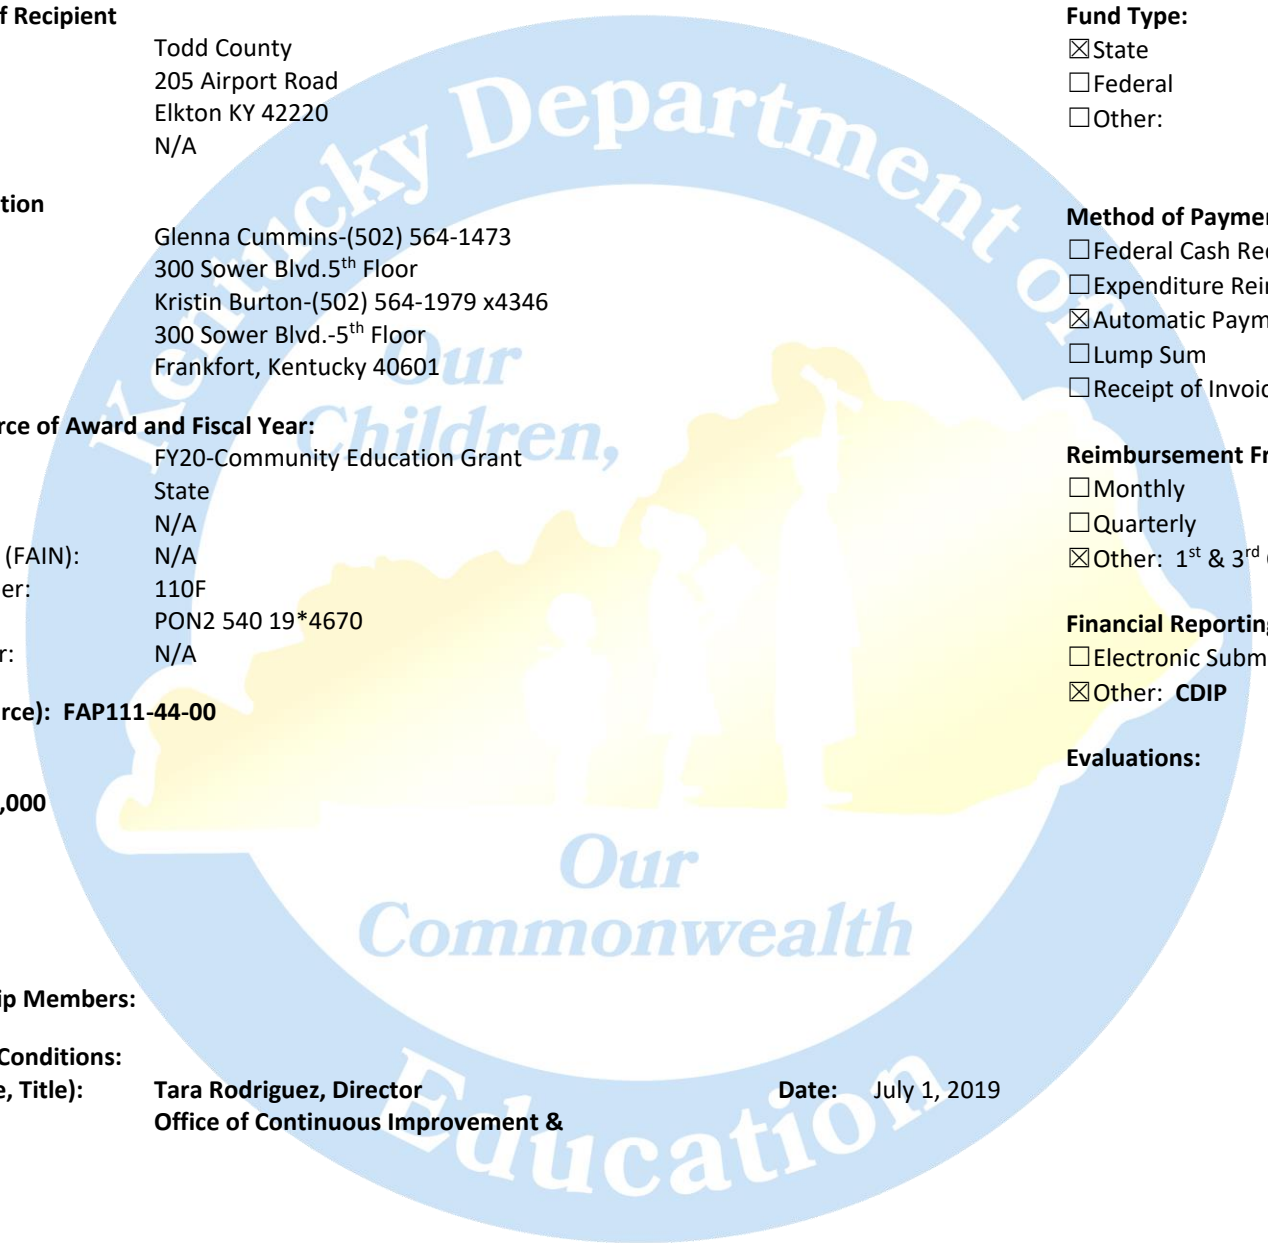 f Recipient
Todd County
205 Airport Road
Elkton KY 42220
N/A
tion
Glenna Cummins-(502) 564-1473
300 Sower Blvd.5th Floor
Kristin Burton-(502) 564-1979 x4346
300 Sower Blvd.-5th Floor
Frankfort, Kentucky 40601
rce of Award and Fiscal Year:
FY20-Community Education Grant
State
N/A
(FAIN): N/A
er: 110F
PON2 540 19*4670
r: N/A
rce): FAP111-44-00
,000
ip Members:
Conditions:
e, Title): Tara Rodriguez, Director Date: July 1, 2019
Office of Continuous Improvement &
Fund Type:
☒State
☐Federal
☐Other:
Method of Payme
☐Federal Cash Re
☐Expenditure Rei
☒Automatic Paym
☐Lump Sum
☐Receipt of Invoi
Reimbursement Fr
☐Monthly
☐Quarterly
☒Other: 1st & 3rd
Financial Reporting
☐Electronic Subm
☒Other: CDIP
Evaluations:
Kentucky Department of
Education
Our
Children,
Our
Commonwealth